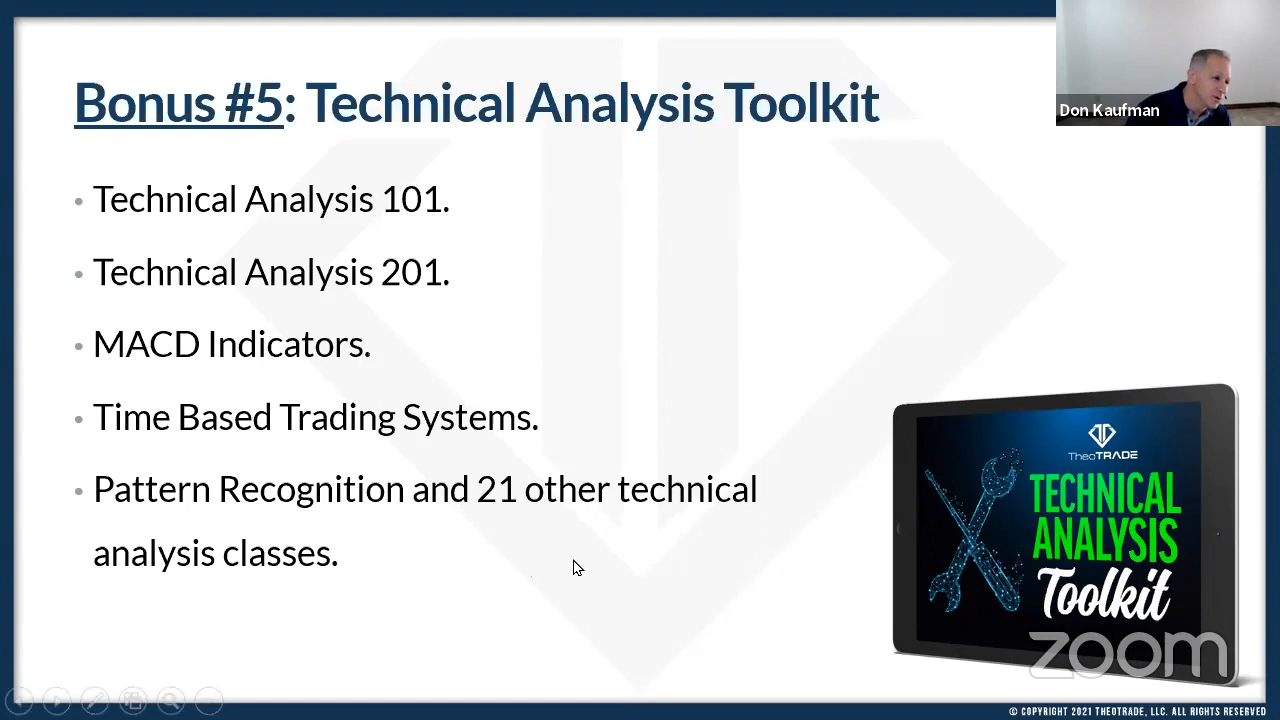 Bonus #5: Technical Analysis Toolkit
Don Kaufman
• Technical Analysis 101.
• Technical Analysis 201.
• MACD Indicators.
• Time Based Trading Systems.
• Pattern Recognition and 21 other technical
analysis classes.
TheoTRADE
TECHNICAL
ANALYSIS
Toolkit
zoom
© COPYRIGHT 2021 THEOTRADE, LLC. ALL RIGHTS RESERVED